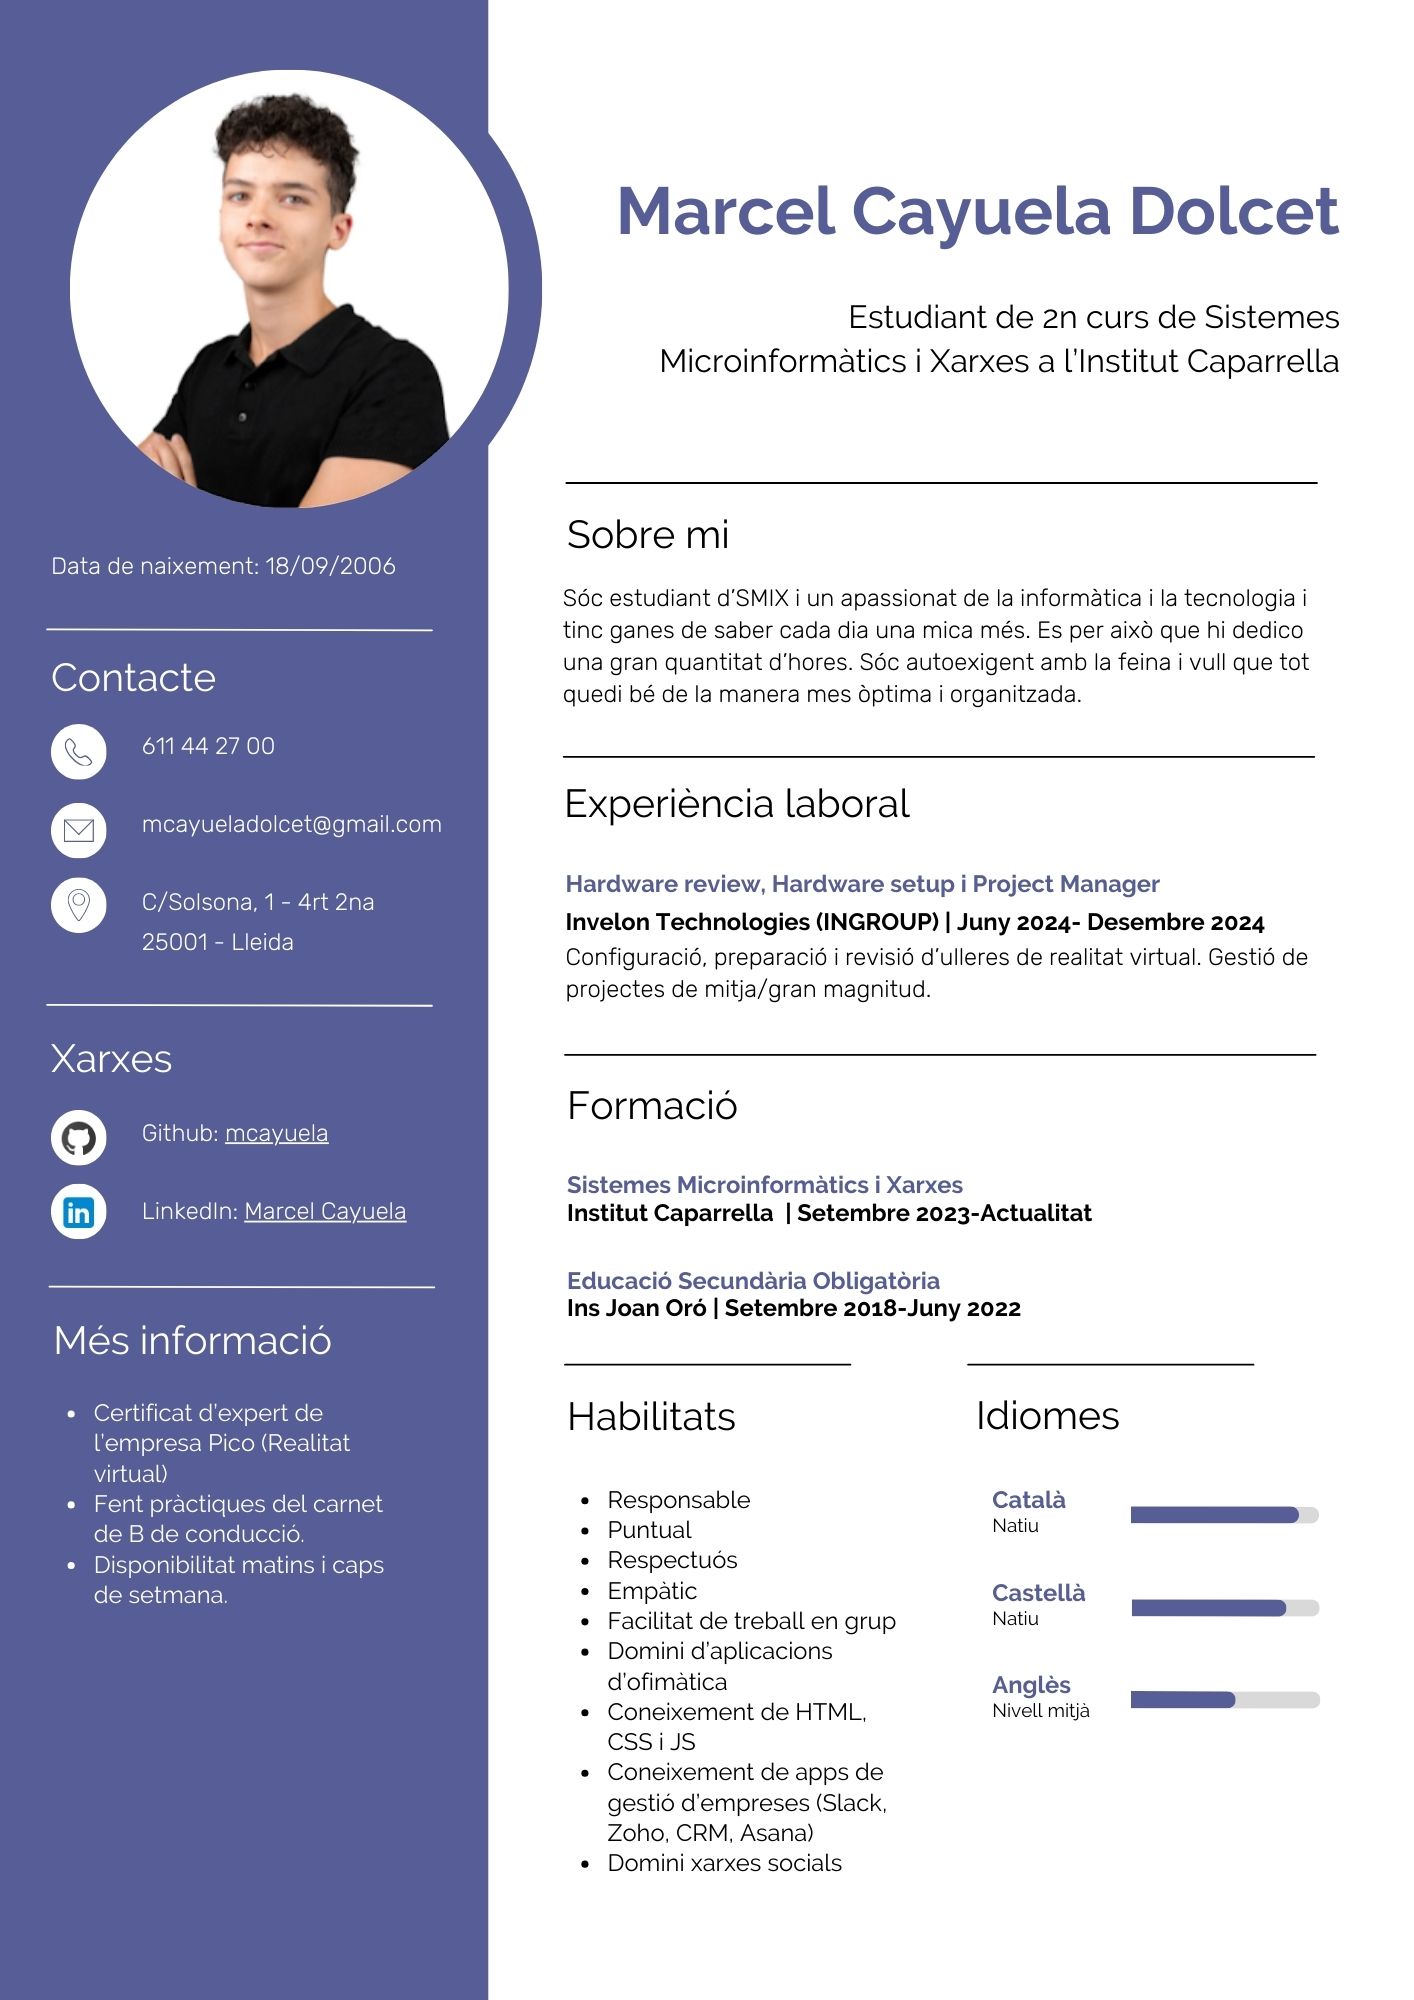 Marcel Cayuela Dolcet
Estudiant de 2n curs de Sistemes
Microinformàtics i Xarxes a l'Institut Caparrella
Data de naixement: 18/09/2006
Contacte
611 44 27 00
mcayueladolcet@gmail.com
C/Solsona, 1 - 4rt 2na
25001 - Lleida
Xarxes
Github: mcayuela
in
LinkedIn: Marcel Cayuela
Més informació
• Certificat d'expert de
l'empresa Pico (Realitat
virtual)
• Fent pràctiques del carnet
de B de conducció.
• Disponibilitat matins i caps
de setmana.
Sobre mi
Sóc estudiant d'SMIX i un apassionat de la informàtica i la tecnologia i
tinc ganes de saber cada dia una mica més. Es per això que hi dedico
una gran quantitat d'hores. Sóc autoexigent amb la feina i vull que tot
quedi bé de la manera mes òptima i organitzada.
Experiència laboral
Hardware review, Hardware setup i Project Manager
Invelon Technologies (INGROUP) | Juny 2024- Desembre 2024
Configuració, preparació i revisió d'ulleres de realitat virtual. Gestió de
projectes de mitja/gran magnitud.
Formació
Sistemes Microinformàtics i Xarxes
Institut Caparrella | Setembre 2023-Actualitat
Educació Secundària Obligatòria
Ins Joan Oró | Setembre 2018-Juny 2022
Habilitats
• Responsable
• Puntual
• Respectuós
• Empàtic
• Facilitat de treball en grup
• Domini d'aplicacions
d'ofimàtica
• Coneixement de HTML,
CSS i JS
• Coneixement de apps de
gestió d'empreses (Slack,
Zoho, CRM, Asana)
• Domini xarxes socials
Idiomes
Català
Natiu
Castellà
Natiu
Anglès
Nivell mitjà